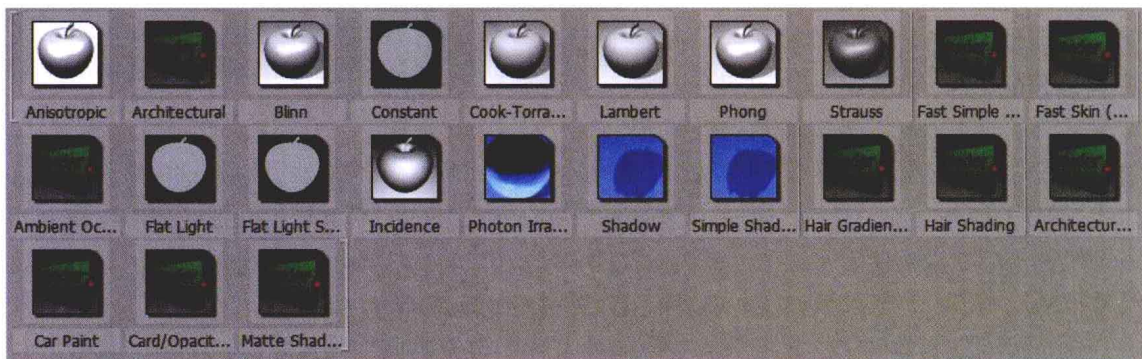 Anisotropic Architectural Blinn Constant Cook-Torra... Lambert Phong Strauss Fast Simple ... Fast Skin (...
Ambient Oc... Flat Light Flat Light S... Incidence Photon Irra... Shadow Simple Shad... Hair Gradien... Hair Shading Architectur...
Car Paint Card/Opacit... Matte Shad...